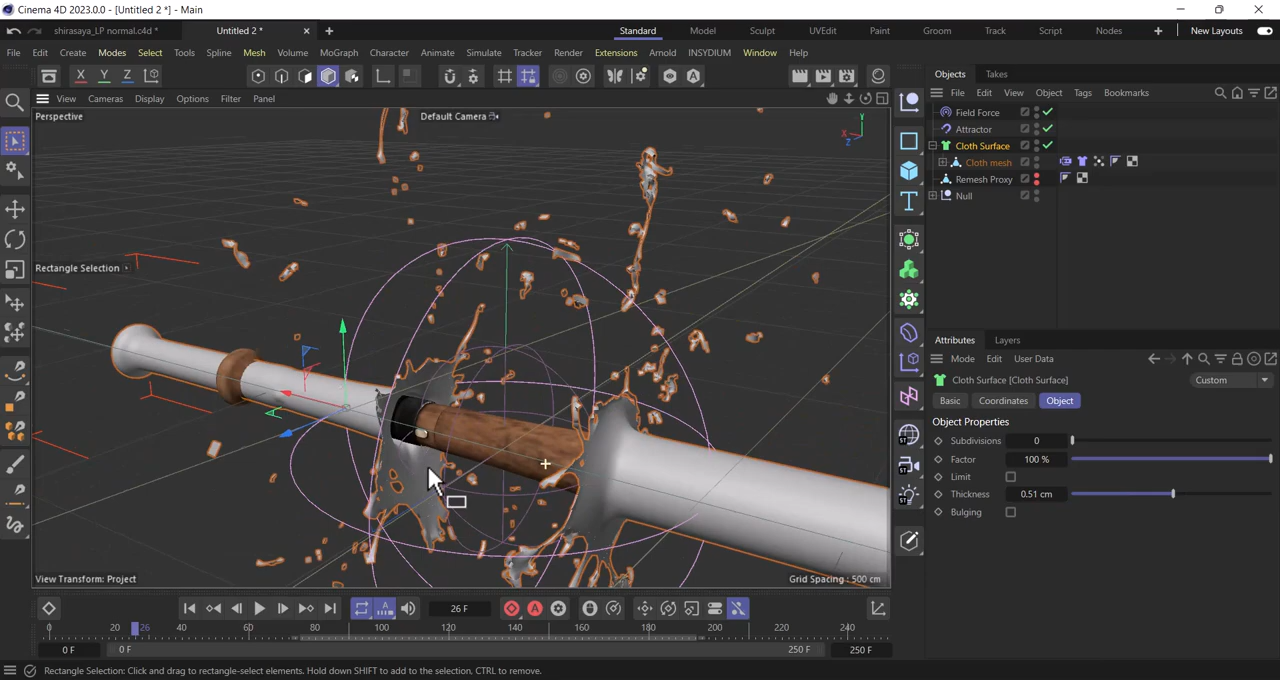 Cinema 4D 2023.0.0 - [Untitled 2 *] - Main
shirasaya_LP normal.c4d *
Untitled 2 *
Standard
Model
Sculpt
UVEdit
Paint
Groom
Track
Script
Nodes
New Layouts
File
Edit
Create
Modes
Select
Tools
Spline
Mesh
Volume
MoGraph
Character
Animate
Simulate
Tracker
Render
Extensions
Arnold
INSYDIUM
Window
Help
X
Y
Z
Objects
Takes
View
Cameras
Display
Options
Filter
Panel
File
Edit
View
Object
Tags
Bookmarks
Perspective
Default Camera
Y
X
Z
Field Force
Attractor
Cloth Surface
Cloth mesh
Remesh Proxy
Null
Rectangle Selection
Attributes
Layers
Mode
Edit
User Data
Cloth Surface [Cloth Surface]
Custom
Basic
Coordinates
Object
Object Properties
Subdivisions
0
Factor
100 %
Limit
Thickness
0.51 cm
Bulging
ST
ST
ST
View Transform: Project
Grid Spacing : 500 cm
26 F
0
20
26
40
60
80
100
120
140
160
180
200
220
240
0 F
0 F
250 F
250 F
Rectangle Selection: Click and drag to rectangle-select elements. Hold down SHIFT to add to the selection, CTRL to remove.